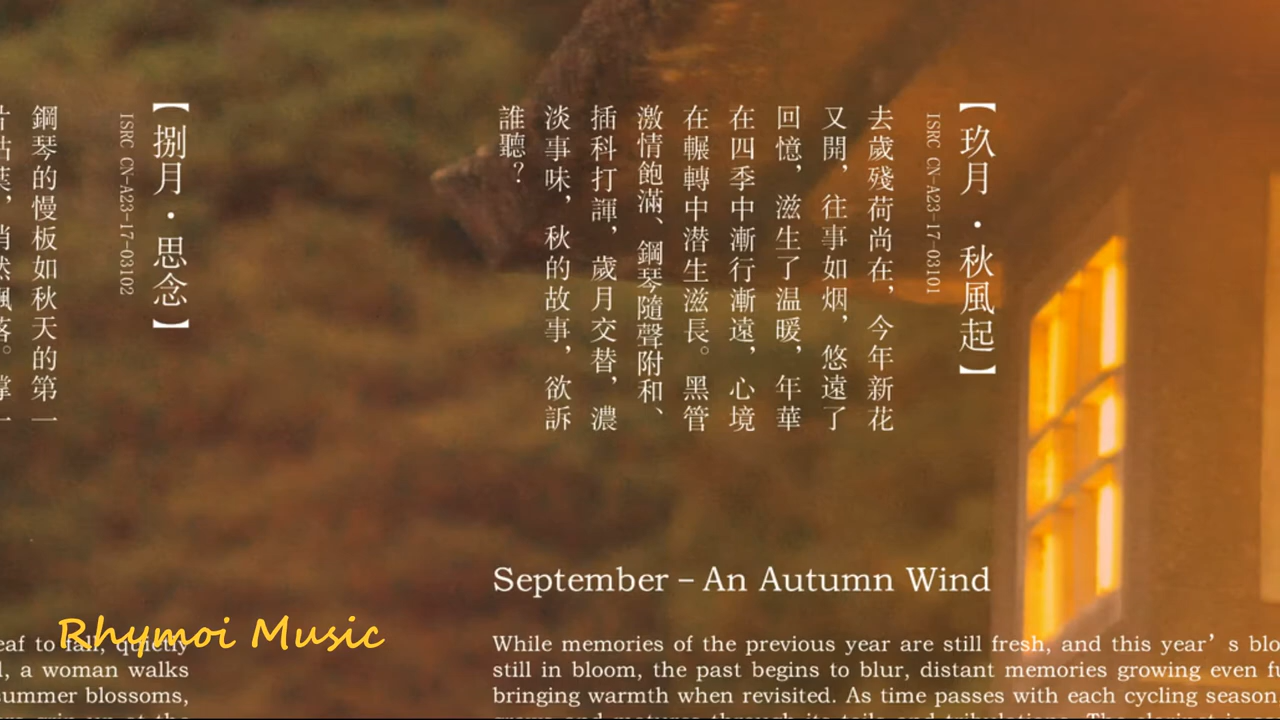 【玖月・秋風起】
ISRC CN-A23-17-03101
去歲殘荷尚在，今年新花
又開，往事如烟，悠遠了
回憶，滋生了温暖，年華
在四季中漸行漸遠，心境
在輾轉中潜生滋長。黑管
激情飽滿、鋼琴隨聲附和、
插科打諢，歲月交替，濃
淡事味，秋的故事，欲訴
誰聽？
【捌月・思念】
ISRC CN-A23-17-03102
鋼琴的慢板如秋天的第一
September – An Autumn Wind
While memories of the previous year are still fresh, and this year’s
still in bloom, the past begins to blur, distant memories growing even
bringing warmth when revisited. As time passes with each cycling season
to fall, quietly
a woman walks
summer blossoms,
Rhymoi Music